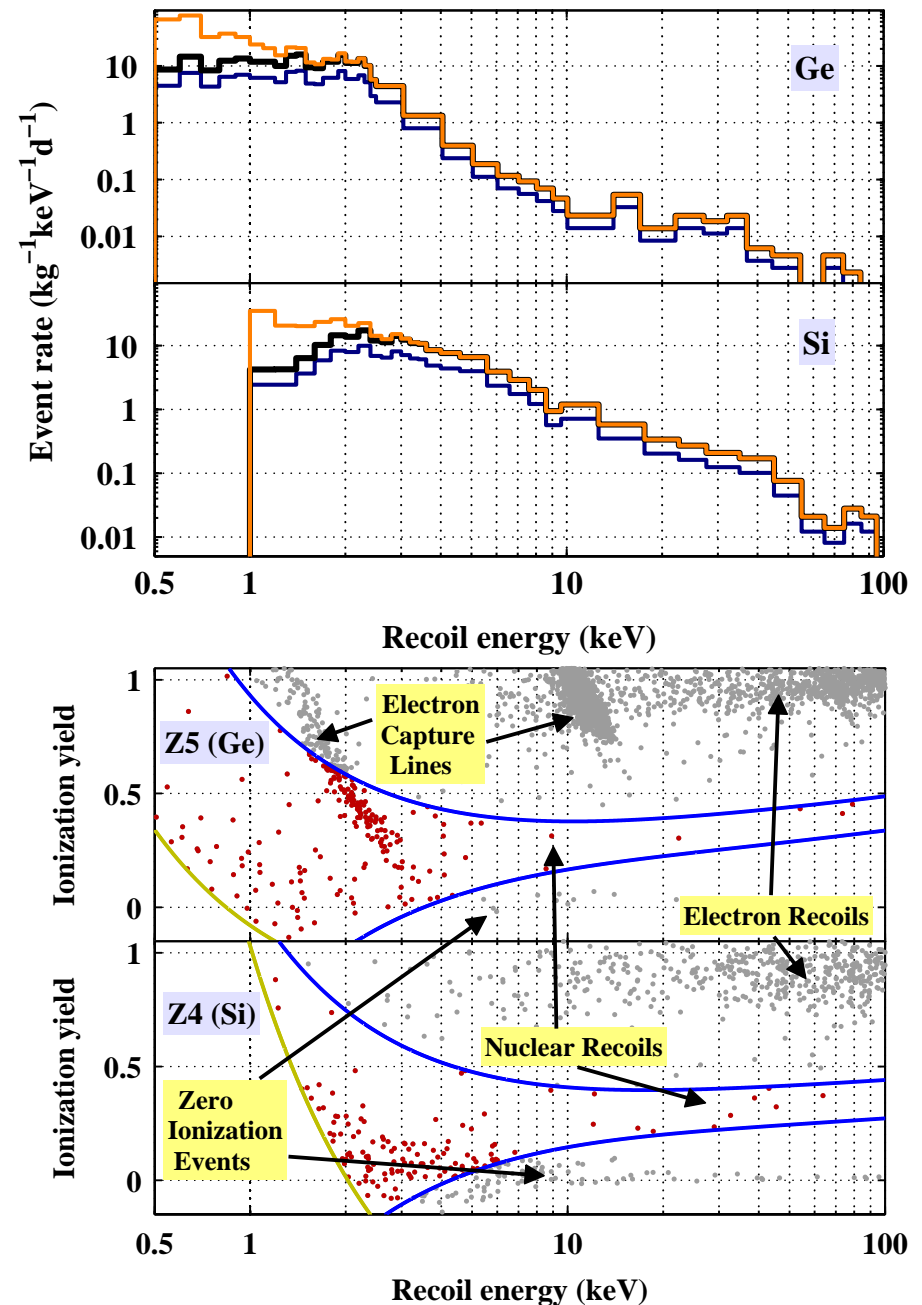 Event rate (kg⁻¹keV⁻¹d⁻¹)
10
1
0.1
0.01
Ge
10
1
0.1
0.01
Si
0.5 1 10 100
Recoil energy (keV)
Ionization yield
1
0.5
0
Z5 (Ge)
Electron
Capture
Lines
Electron Recoils
Ionization yield
1
0.5
0
Z4 (Si)
Nuclear Recoils
Zero
Ionization
Events
0.5 1 10 100
Recoil energy (keV)